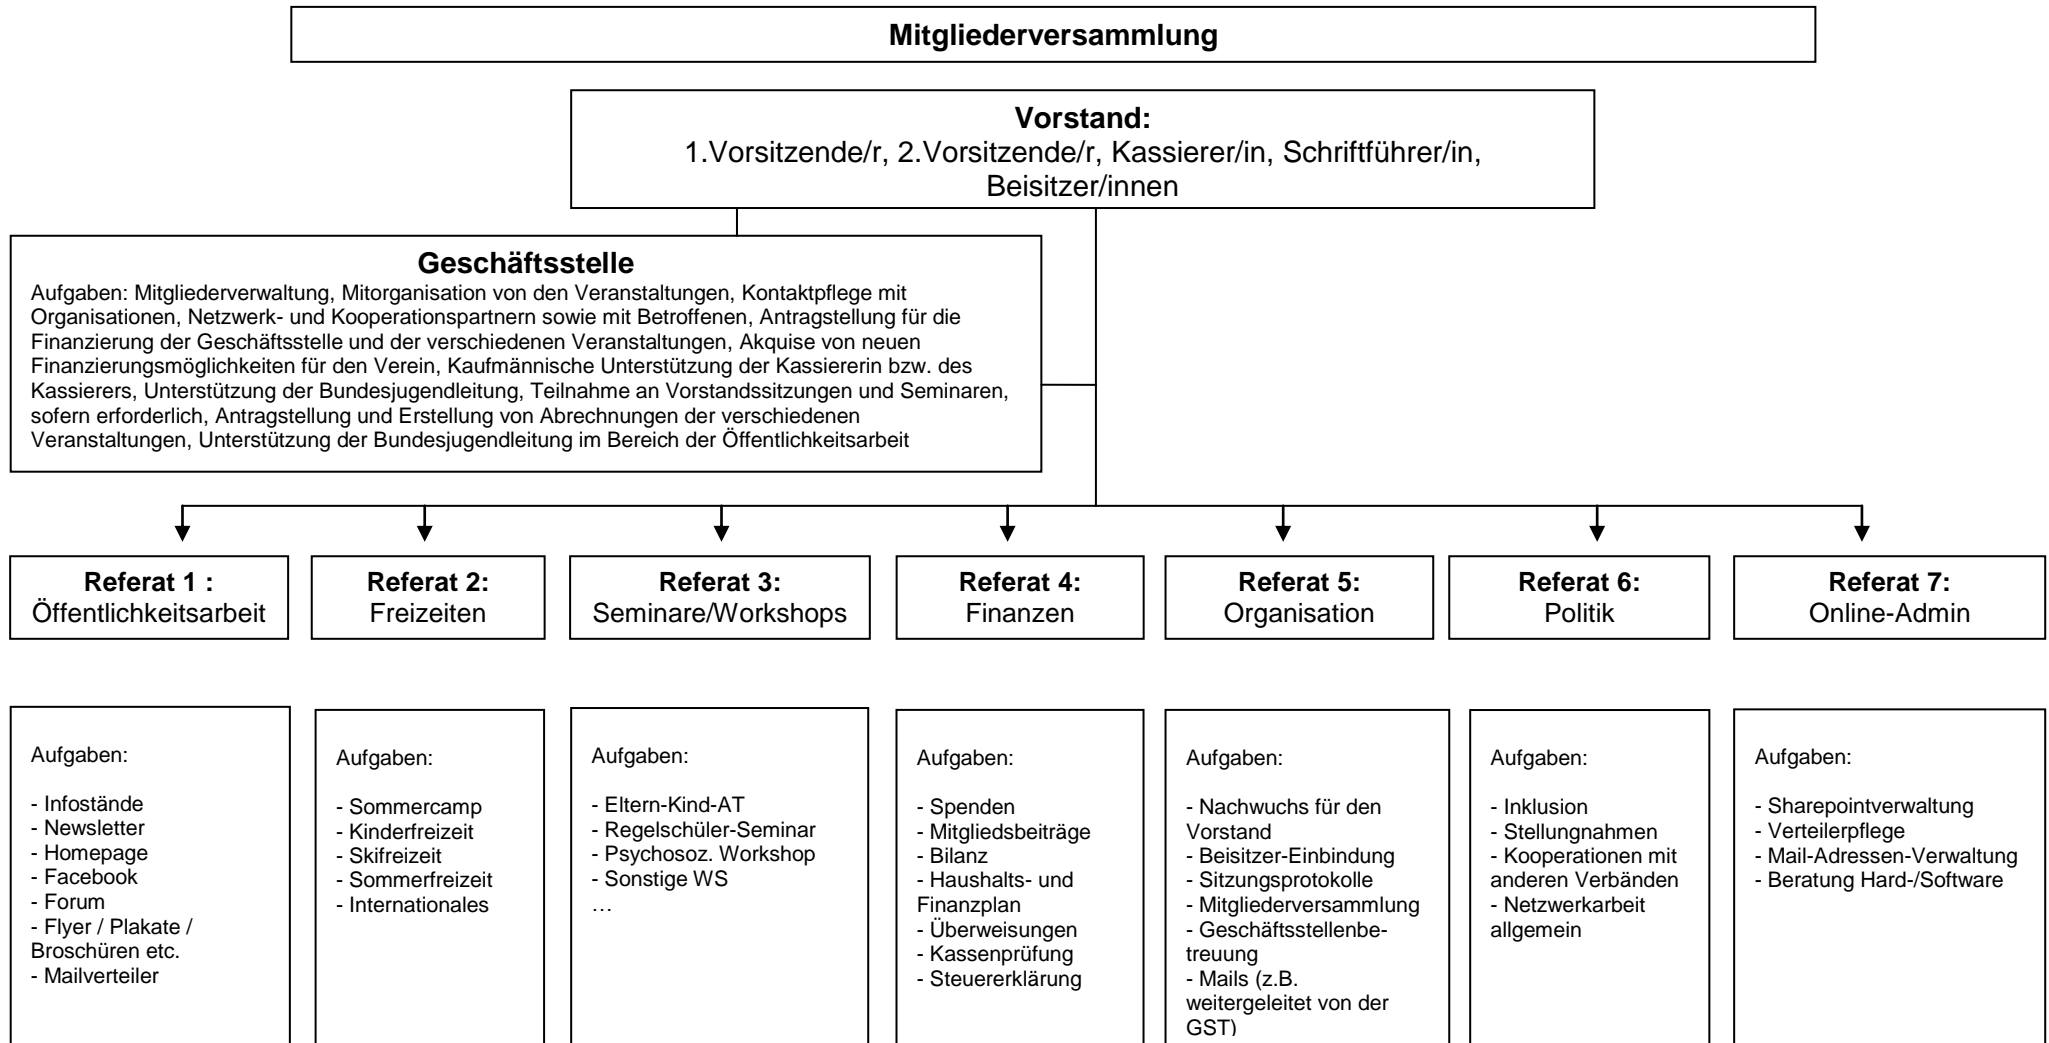 Mitgliederversammlung
Vorstand:
1.Vorsitzende/r, 2.Vorsitzende/r, Kassierer/in, Schriftführer/in,
Beisitzer/innen
Geschäftsstelle
Aufgaben: Mitgliederverwaltung, Mitorganisation von den Veranstaltungen, Kontaktpflege mit
Organisationen, Netzwerk- und Kooperationspartnern sowie mit Betroffenen, Antragstellung für die
Finanzierung der Geschäftsstelle und der verschiedenen Veranstaltungen, Akquise von neuen
Finanzierungsmöglichkeiten für den Verein, Kaufmännische Unterstützung der Kassiererin bzw. des
Kassierers, Unterstützung der Bundesjugendleitung, Teilnahme an Vorstandssitzungen und Seminaren,
sofern erforderlich, Antragstellung und Erstellung von Abrechnungen der verschiedenen
Veranstaltungen, Unterstützung der Bundesjugendleitung im Bereich der Öffentlichkeitsarbeit
Referat 1 :
Öffentlichkeitsarbeit
Referat 2:
Freizeiten
Referat 3:
Seminare/Workshops
Referat 4:
Finanzen
Referat 5:
Organisation
Referat 6:
Politik
Referat 7:
Online-Admin
Aufgaben:
- Infostände
- Newsletter
- Homepage
- Facebook
- Forum
- Flyer / Plakate /
Broschüren etc.
- Mailverteiler
Aufgaben:
- Sommercamp
- Kinderfreizeit
- Skifreizeit
- Sommerfreizeit
- Internationales
Aufgaben:
- Eltern-Kind-AT
- Regelschüler-Seminar
- Psychosoz. Workshop
- Sonstige WS
…
Aufgaben:
- Spenden
- Mitgliedsbeiträge
- Bilanz
- Haushalts- und
Finanzplan
- Überweisungen
- Kassenprüfung
- Steuererklärung
Aufgaben:
- Nachwuchs für den
Vorstand
- Beisitzer-Einbindung
- Sitzungsprotokolle
- Mitgliederversammlung
- Geschäftsstellenbe-
treuung
- Mails (z.B.
weitergeleitet von der
GST)
Aufgaben:
- Inklusion
- Stellungnahmen
- Kooperationen mit
anderen Verbänden
- Netzwerkarbeit
allgemein
Aufgaben:
- Sharepointverwaltung
- Verteilerpflege
- Mail-Adressen-Verwaltung
- Beratung Hard-/Software